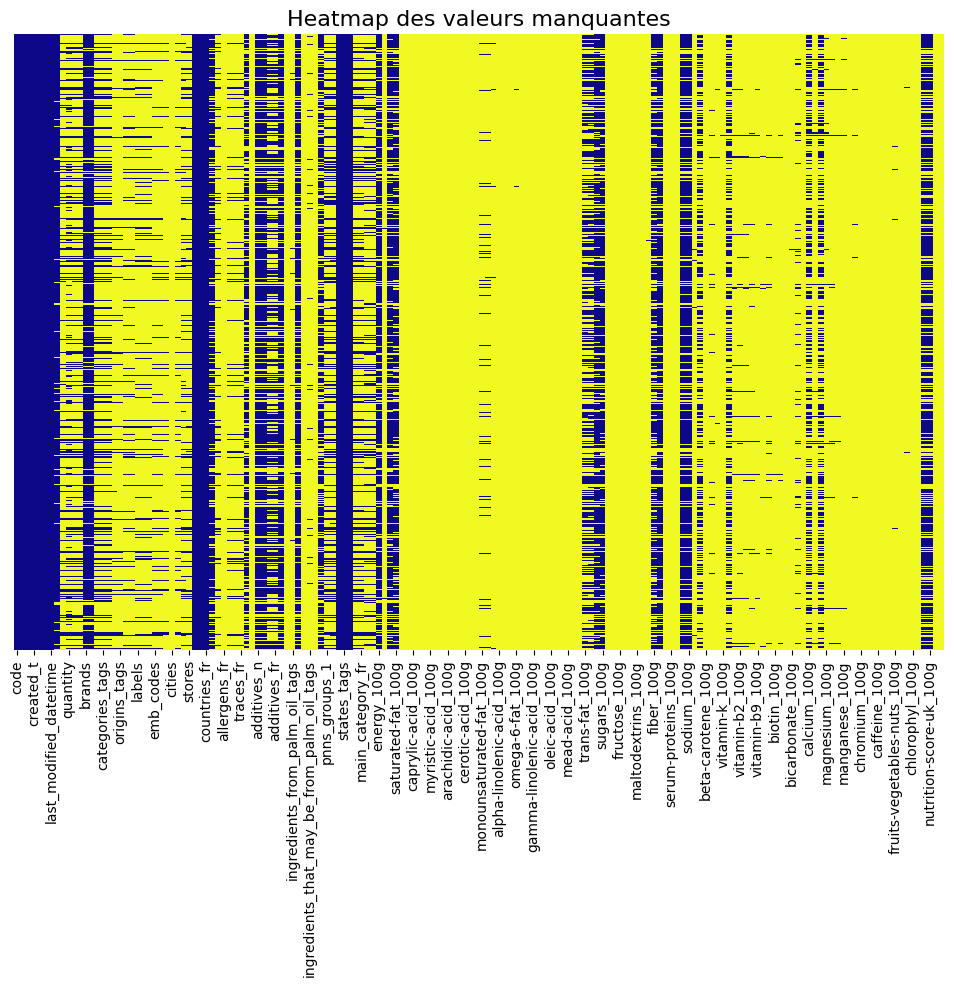 Heatmap des valeurs manquantes
code
created_t
last_modified_datetime
quantity
brands
categories_tags
origins_tags
labels
emb_codes
cities
stores
countries_fr
allergens_fr
traces_fr
additives_n
additives_fr
ingredients_from_palm_oil_tags
ingredients_that_may_be_from_palm_oil_tags
pnns_groups_1
states_tags
main_category_fr
energy_100g
saturated-fat_100g
caprylic-acid_100g
myristic-acid_100g
arachidic-acid_100g
cerotic-acid_100g
monounsaturated-fat_100g
alpha-linolenic-acid_100g
omega-6-fat_100g
gamma-linolenic-acid_100g
oleic-acid_100g
mead-acid_100g
trans-fat_100g
sugars_100g
fructose_100g
maltodextrins_100g
fiber_100g
serum-proteins_100g
sodium_100g
beta-carotene_100g
vitamin-k_100g
vitamin-b2_100g
vitamin-b9_100g
biotin_100g
bicarbonate_100g
calcium_100g
magnesium_100g
manganese_100g
chromium_100g
caffeine_100g
fruits-vegetables-nuts_100g
chlorophyl_100g
nutrition-score-uk_100g